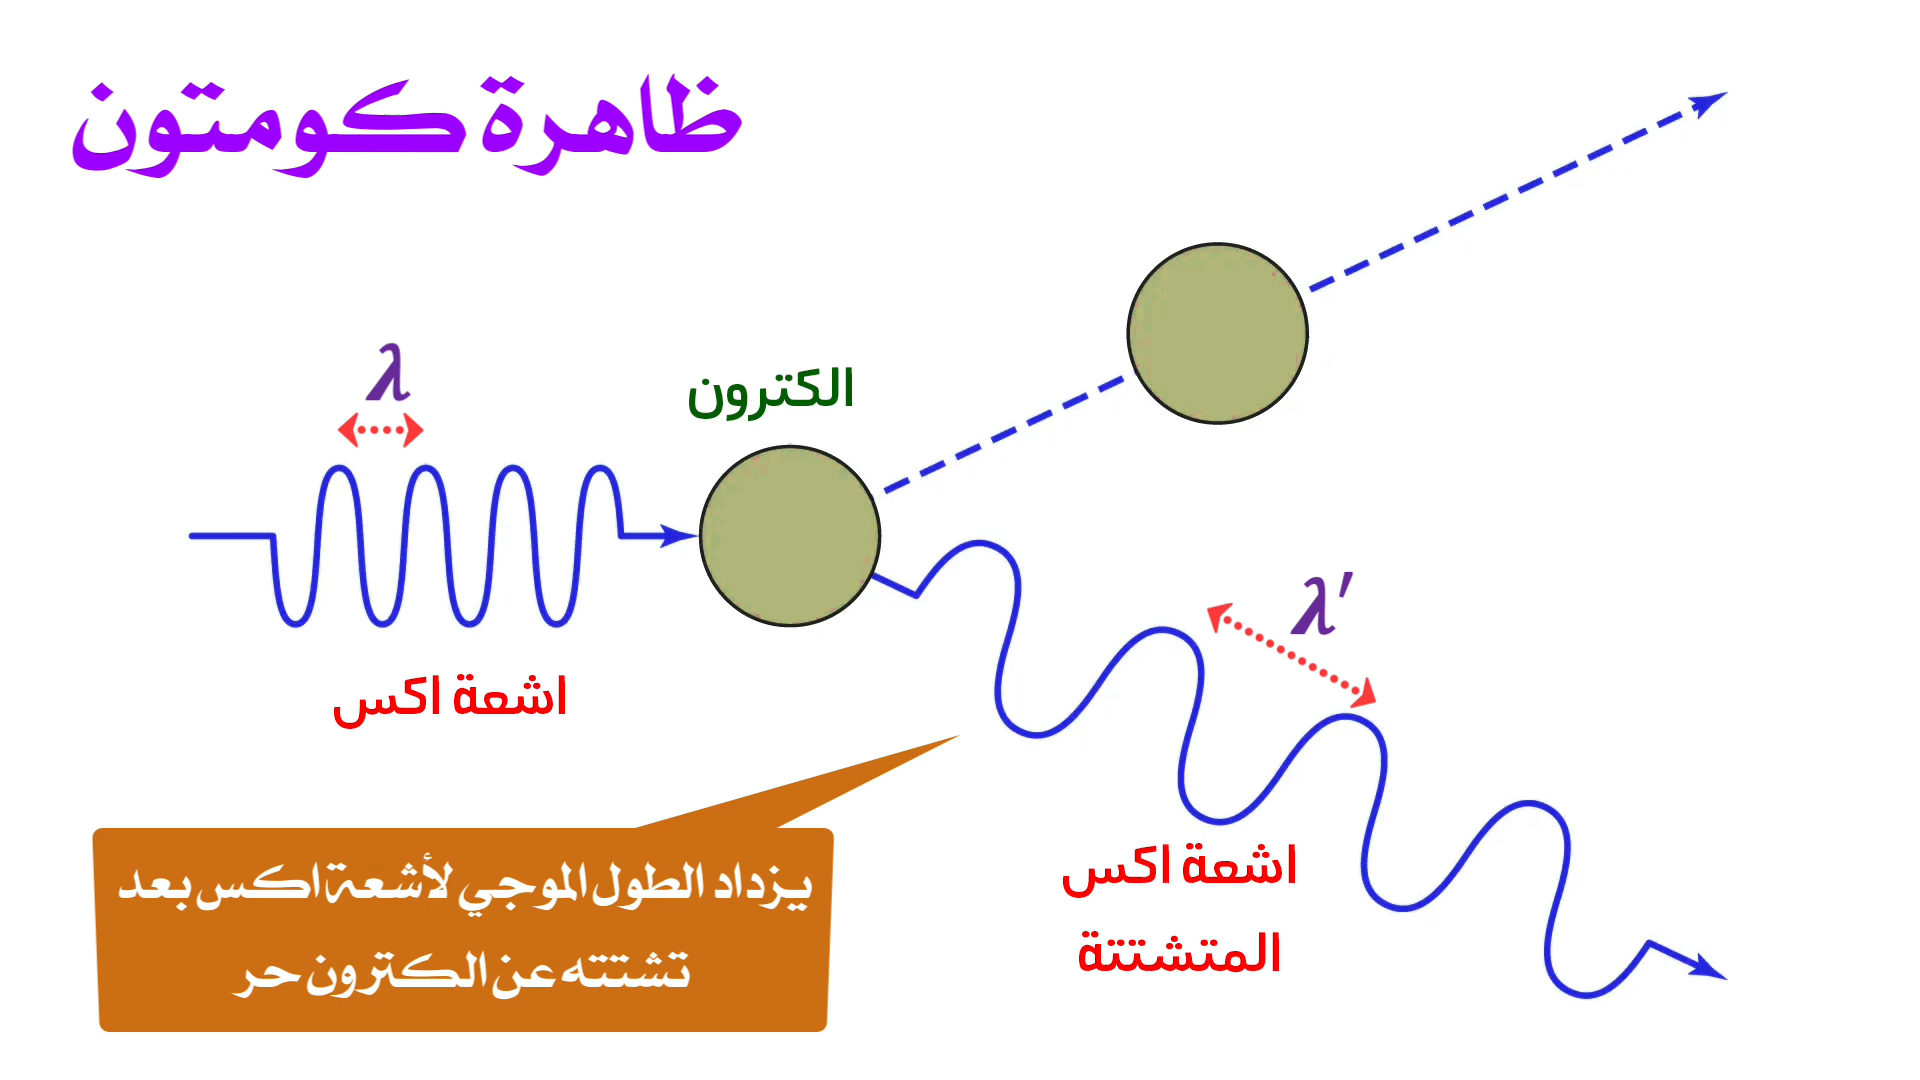 ظاهرة كومتون
λ
الكترون
λ′
اشعة اكس
اشعة اكس
المتشتتة
يزداد الطول الموجي لأشعة اكس بعد
تشتته عن الكترون حر